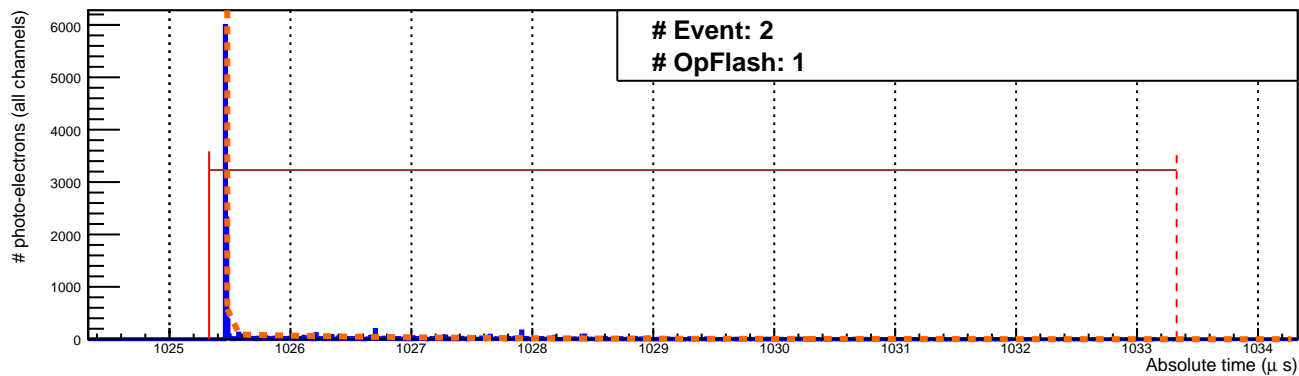 # Event: 2
# OpFlash: 1
# photo-electrons (all channels)
6000
5000
4000
3000
2000
1000
0
1025 1026 1027 1028 1029 1030 1031 1032 1033 1034
Absolute time (μ s)